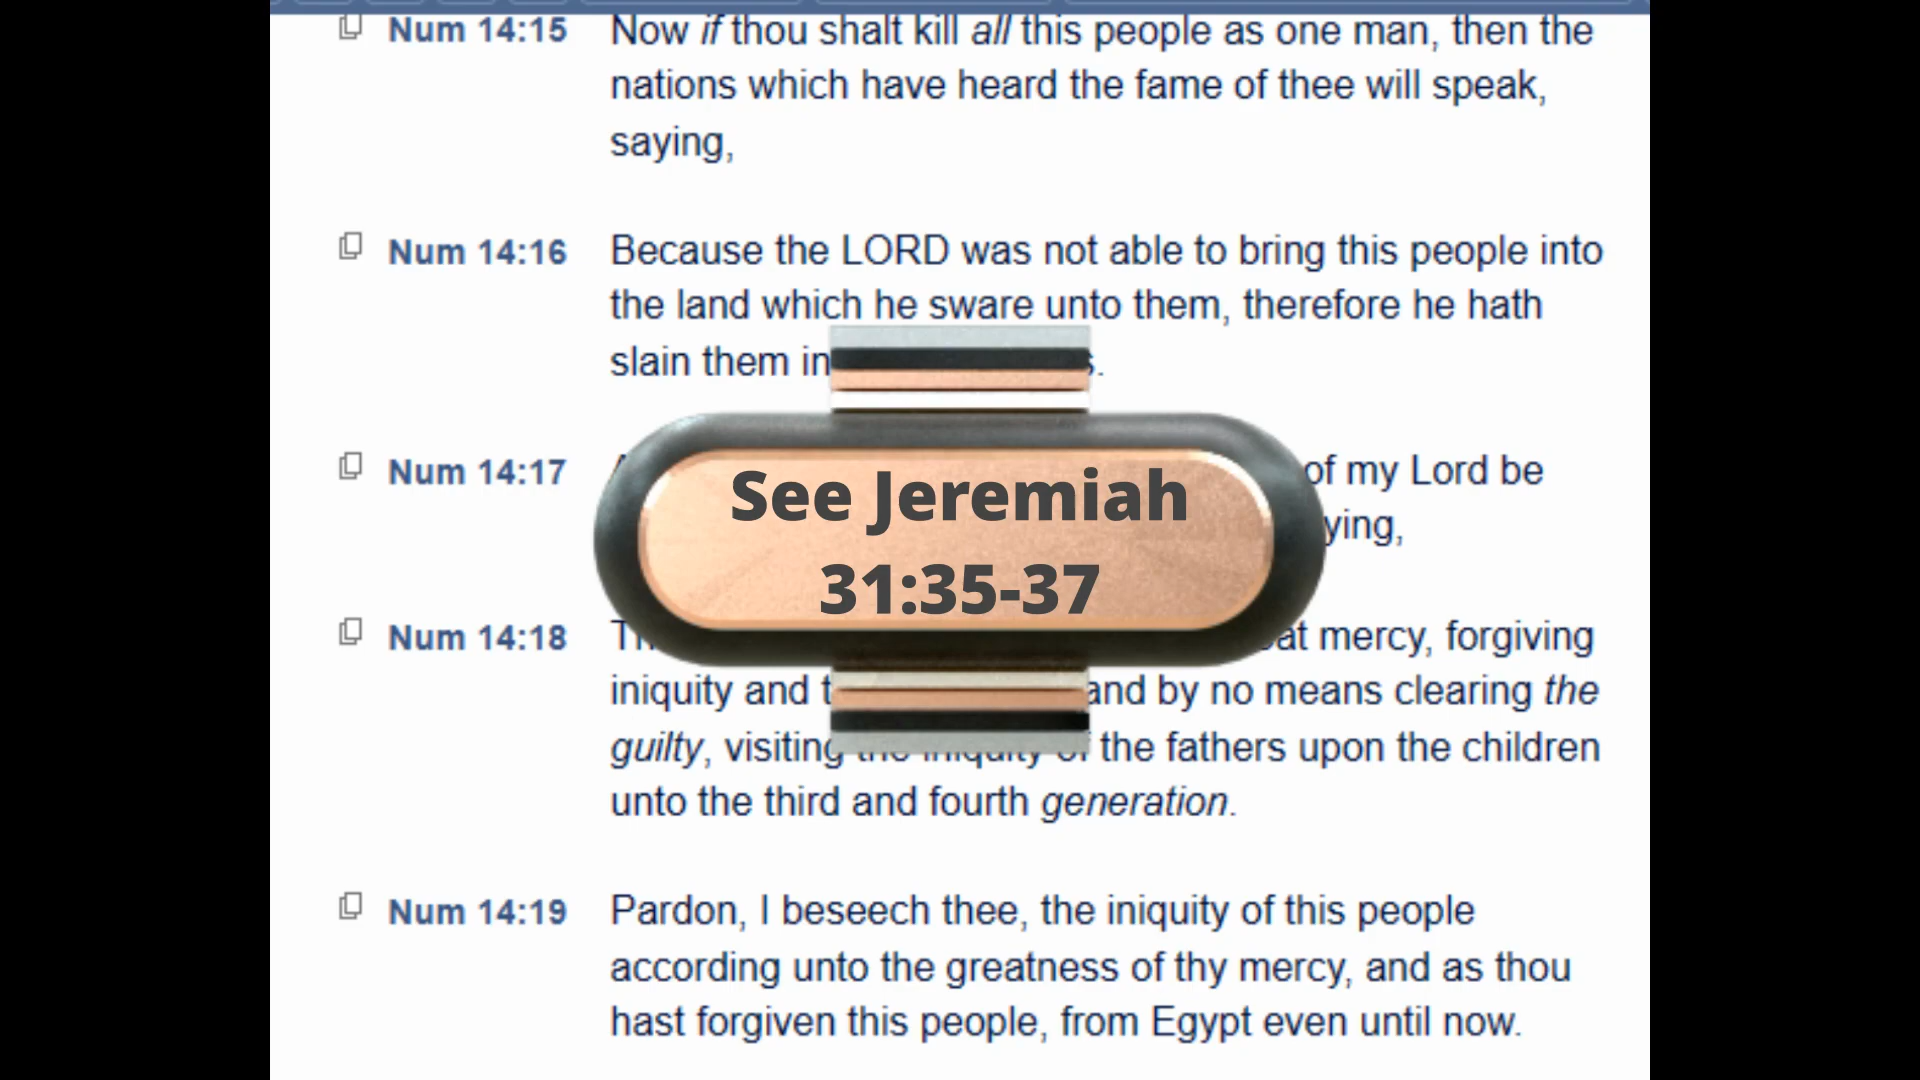 Num 14:15 Now if thou shalt kill all this people as one man, then the
nations which have heard the fame of thee will speak,
saying,
Num 14:16 Because the LORD was not able to bring this people into
the land which he sware unto them, therefore he hath
slain them in
Num 14:17 of my Lord be
See Jeremiah
31:35-37
Num 14:18 mercy, forgiving
iniquity and and by no means clearing the
guilty, visiting the iniquity of the fathers upon the children
unto the third and fourth generation.
Num 14:19 Pardon, I beseech thee, the iniquity of this people
according unto the greatness of thy mercy, and as thou
hast forgiven this people, from Egypt even until now.